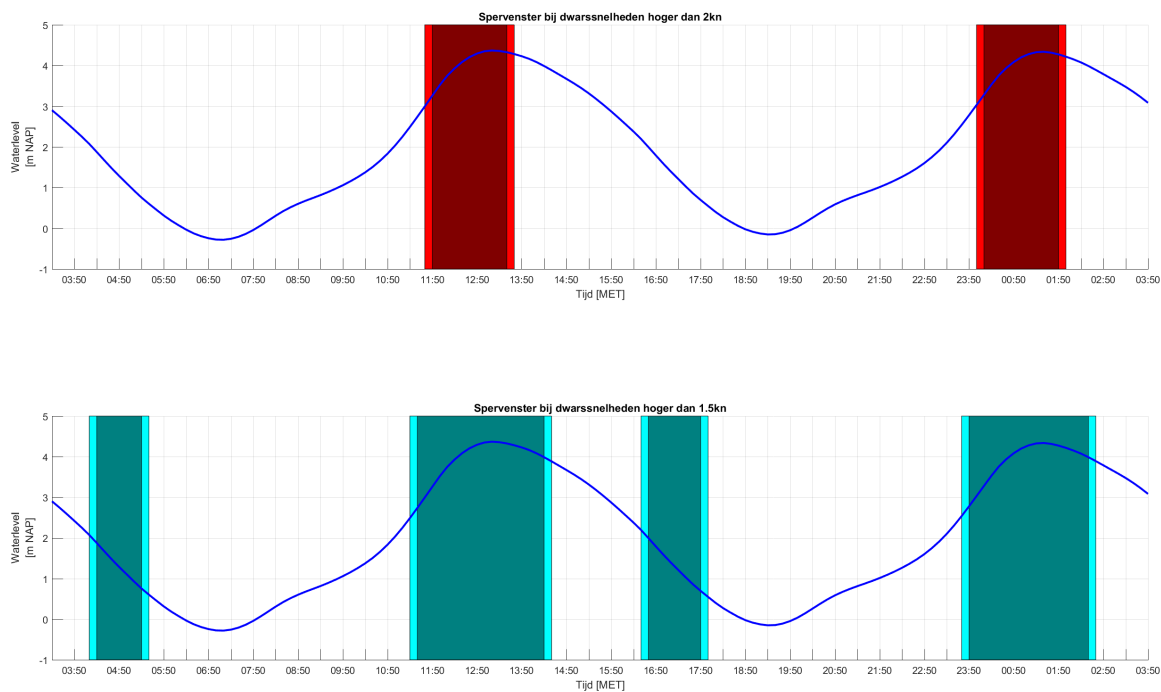 Spervenster bij dwarssnelheden hoger dan 2kn
5
4
3
2
1
0
-1
Waterlevel
[m NAP]
03:50 04:50 05:50 06:50 07:50 08:50 09:50 10:50 11:50 12:50 13:50 14:50 15:50 16:50 17:50 18:50 19:50 20:50 21:50 22:50 23:50 00:50 01:50 02:50 03:50
Tijd [MET]
Spervenster bij dwarssnelheden hoger dan 1.5kn
5
4
3
2
1
0
-1
Waterlevel
[m NAP]
03:50 04:50 05:50 06:50 07:50 08:50 09:50 10:50 11:50 12:50 13:50 14:50 15:50 16:50 17:50 18:50 19:50 20:50 21:50 22:50 23:50 00:50 01:50 02:50 03:50
Tijd [MET]